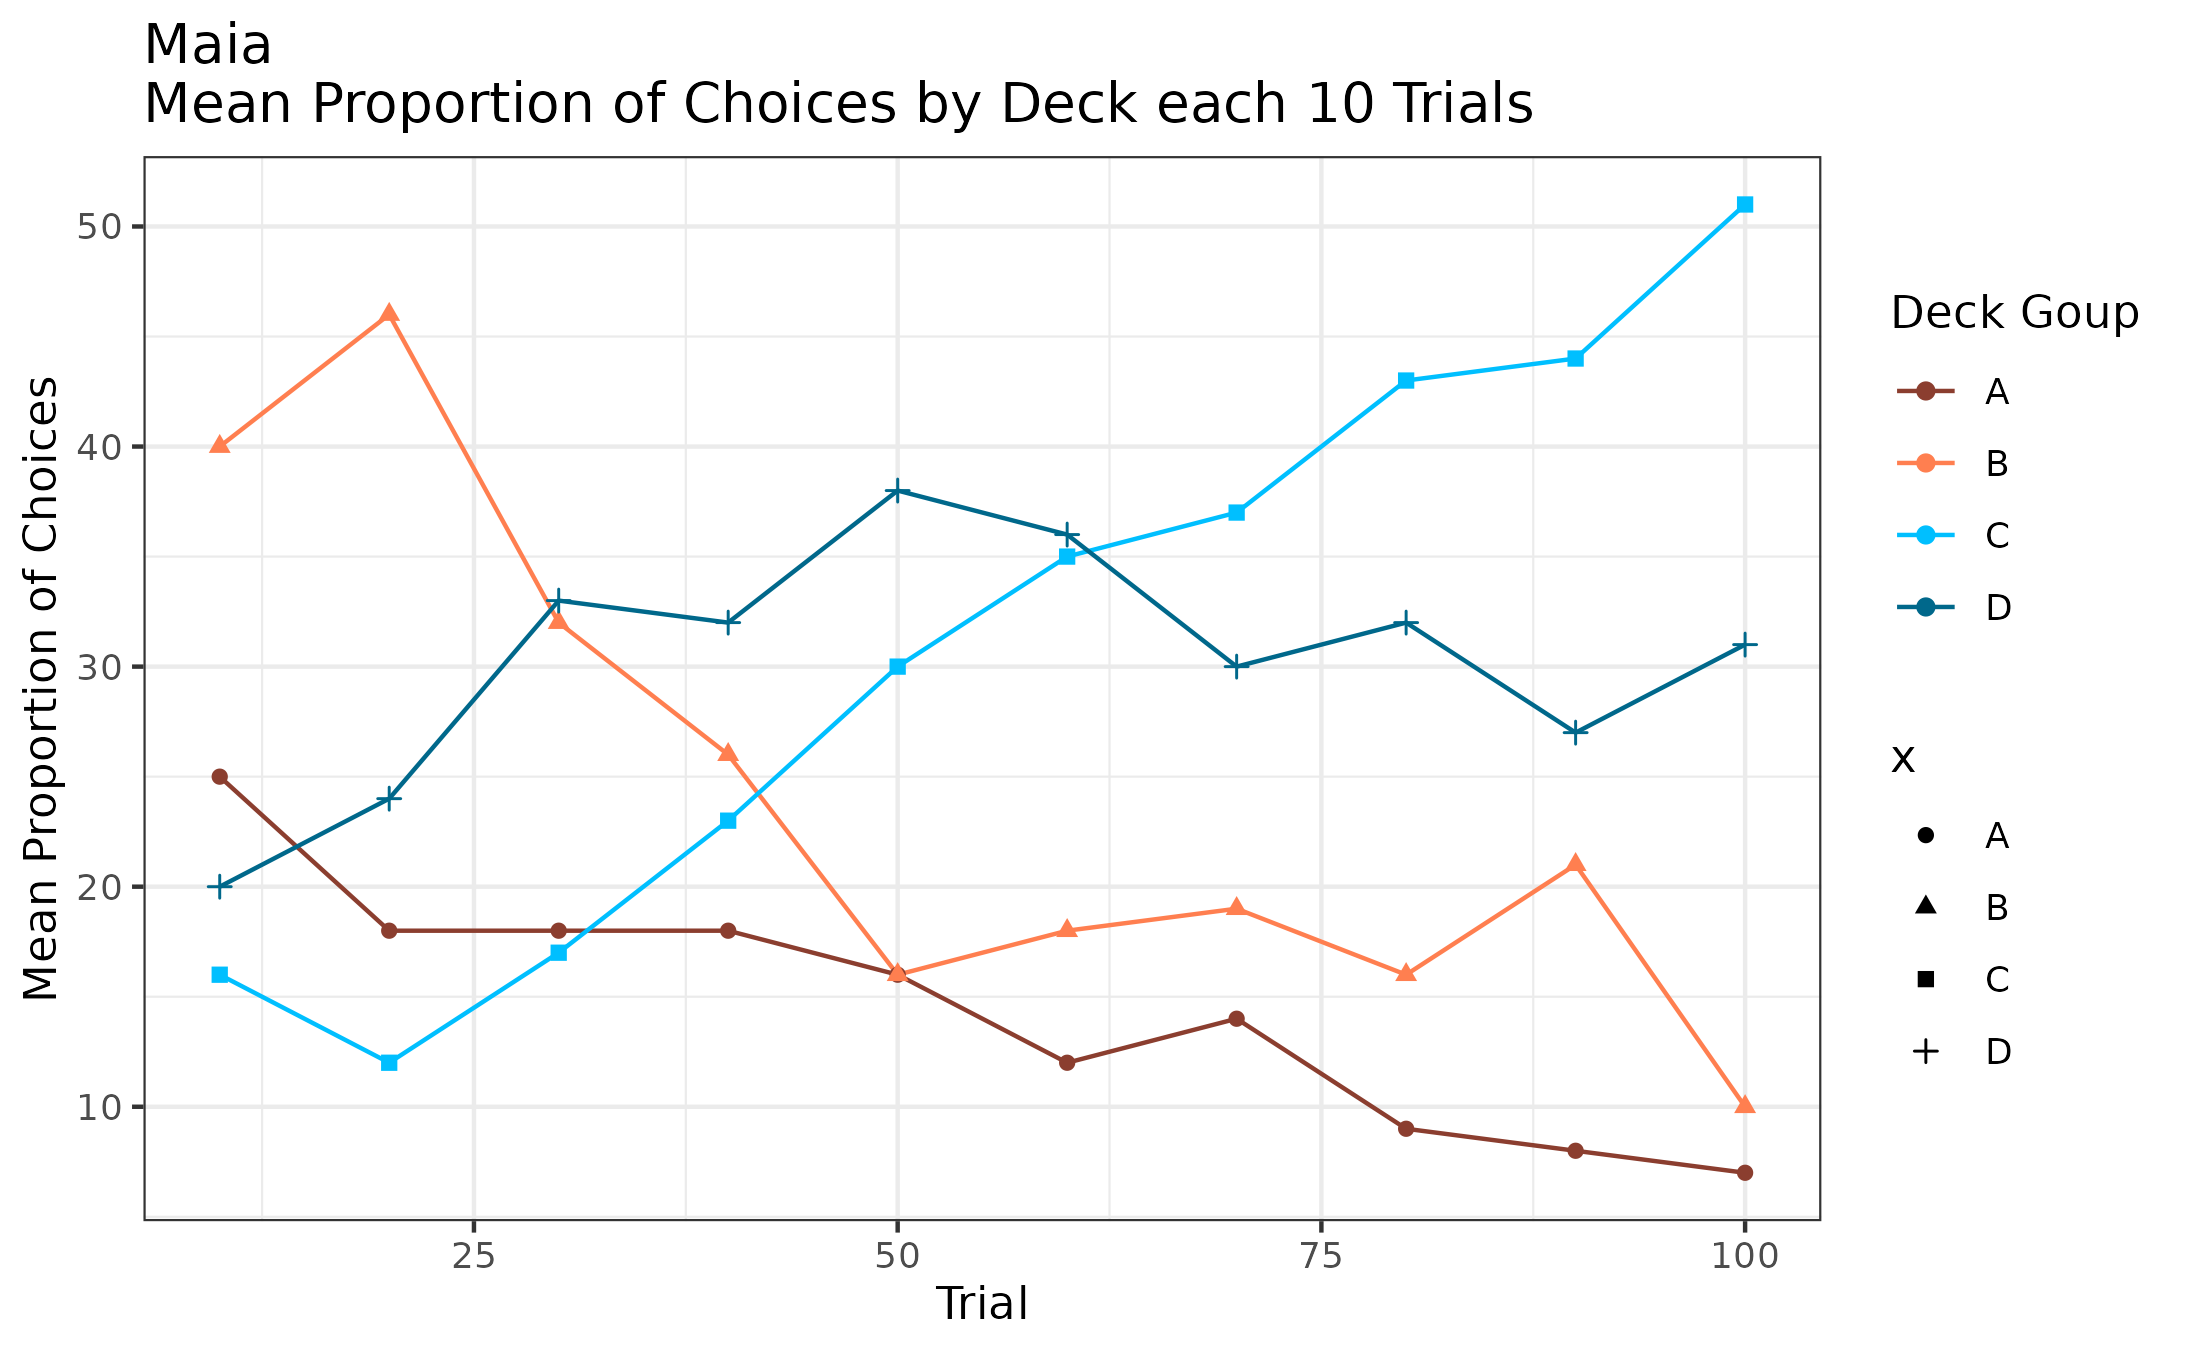 Maia
Mean Proportion of Choices by Deck each 10 Trials
Mean Proportion of Choices
50
40
30
20
10
25 50 75 100
Trial
Deck Goup
A
B
C
D
x
A
B
C
D